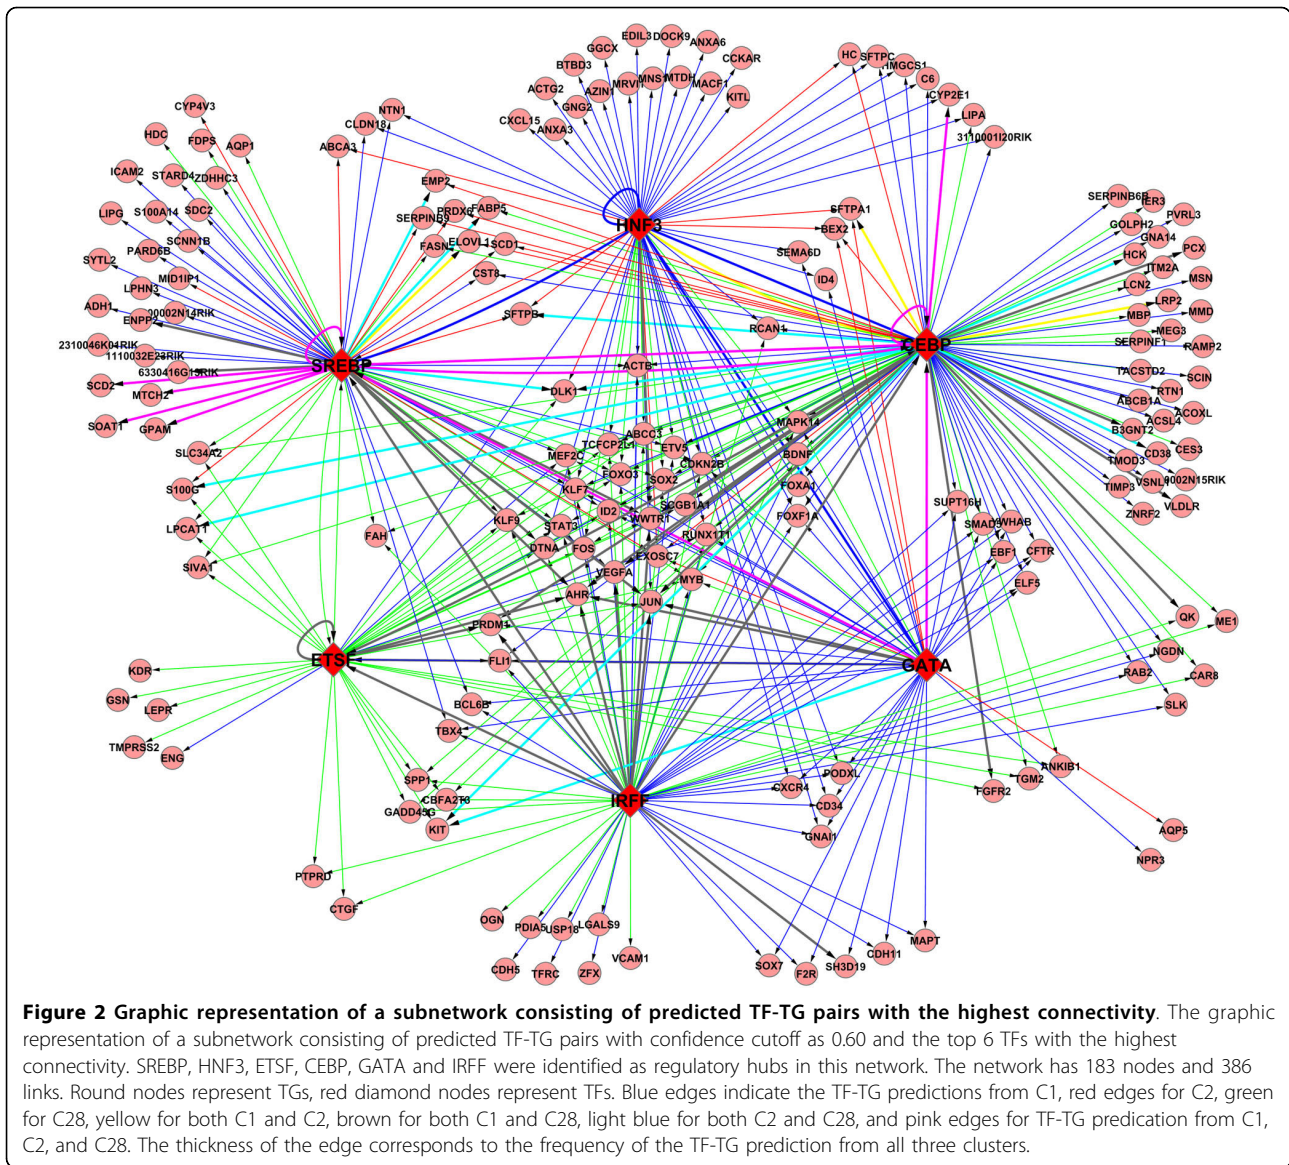 EDIL3
DOCK9
GGCX
ANXA6
BTBD3
CCKAR
ACTG2
AZIN1
MNS1
MTDH
MACF1
GNG2
KITL
CXCL15
ANXA3
HC
SFTPC
HMGCS1
C6
CYP2E1
LIPA
3110001I20RIK
CYP4V3
NTN1
HDC
FDPS
AQP1
CLDN18
ABCA3
ICAM2
STARD4
ZDHHC3
EMP2
LIPG
S100A14
SDC2
SERPINB9
PRDX6
FABP5
HNF3
SFTPA1
BEX2
SCNN1B
PARD6B
FASN
ELOVL1
SCD1
SEMA6D
SYTL2
MID1IP1
CST8
ID4
LPHN3
ADH1
ENPP2
SFTPB
RCAN1
2310046K04RIK
1110032E23RIK
SREBP
ACTB
CEBP
SCD2
MTCH2
DLK1
SOAT1
GPAM
SERPINB6B
GOLPH2
PVRL3
GNA14
HCK
PCX
ITM2A
LCN2
MSN
LRP2
MBP
MMD
MEG3
SERPINF1
RAMP2
TACSTD2
SCIN
RTN1
ABCB1A
ACOXL
ACSL4
B3GNT2
CES3
CD38
TMOD3
TIMP3
ZNRF2
VLDLR
MAPK14
SLC34A2
TCFCP2L1
ABCC3
ETV5
MEF2C
BDNF
CDKN2B
FOXO3
SOX2
S100G
KLF7
FOXA1
SCGB1A1
SUPT16H
ID2
WWTR1
FOXF1A
LPCAT1
KLF9
STAT3
RUNX1T1
FAH
DTNA
FOS
EXOSC7
EBF1
CFTR
SIVA1
VEGFA
MYB
ELF5
AHR
JUN
PRDM1
QK
ME1
ETSF
FLI1
GATA
NGDN
KDR
RAB2
CAR8
GSN
LEPR
BCL6B
SLK
TBX4
TMPRSS2
ENG
SPP1
PODXL
ANKIB1
CXCR4
TGM2
CBFA2T3
IRFF
CD34
FGFR2
GADD45G
KIT
GNAI1
AQP5
NPR3
PTPRD
CTGF
OGN
PDIA5
USP18
LGALS9
MAPT
VCAM1
CDH11
CDH5
TFRC
ZFX
SOX7
F2R
SH3D19
Figure 2 Graphic representation of a subnetwork consisting of predicted TF-TG pairs with the highest connectivity. The graphic
representation of a subnetwork consisting of predicted TF-TG pairs with confidence cutoff as 0.60 and the top 6 TFs with the highest
connectivity. SREBP, HNF3, ETSF, CEBP, GATA and IRFF were identified as regulatory hubs in this network. The network has 183 nodes and 386
links. Round nodes represent TGs, red diamond nodes represent TFs. Blue edges indicate the TF-TG predictions from C1, red edges for C2, green
for C28, yellow for both C1 and C2, brown for both C1 and C28, light blue for both C2 and C28, and pink edges for TF-TG predication from C1,
C2, and C28. The thickness of the edge corresponds to the frequency of the TF-TG prediction from all three clusters.